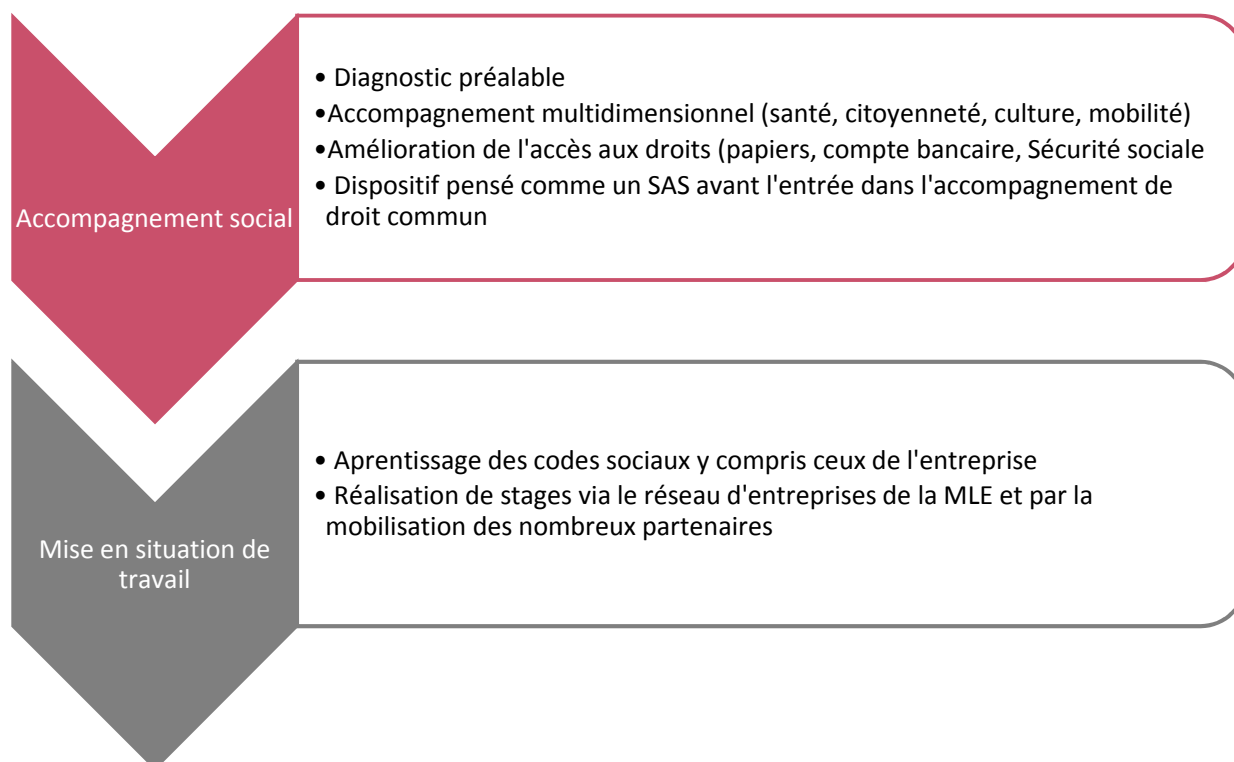 Accompagnement social
• Diagnostic préalable
•Accompagnement multidimensionnel (santé, citoyenneté, culture, mobilité)
•Amélioration de l'accès aux droits (papiers, compte bancaire, Sécurité sociale
• Dispositif pensé comme un SAS avant l'entrée dans l'accompagnement de
droit commun
Mise en situation de
travail
• Aprentissage des codes sociaux y compris ceux de l'entreprise
• Réalisation de stages via le réseau d'entreprises de la MLE et par la
mobilisation des nombreux partenaires